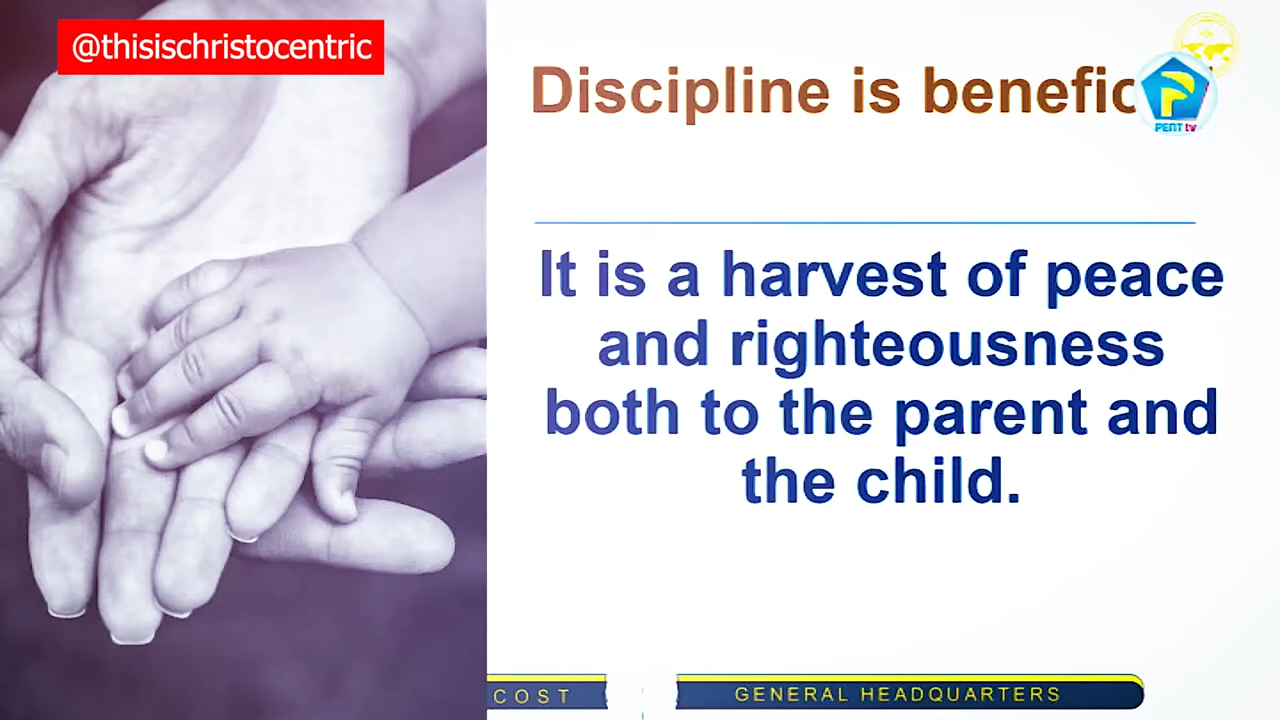 @thisischristocentric
Discipline is benefic
PENT tv
It is a harvest of peace
and righteousness
both to the parent and
the child.
COST
GENERAL HEADQUARTERS